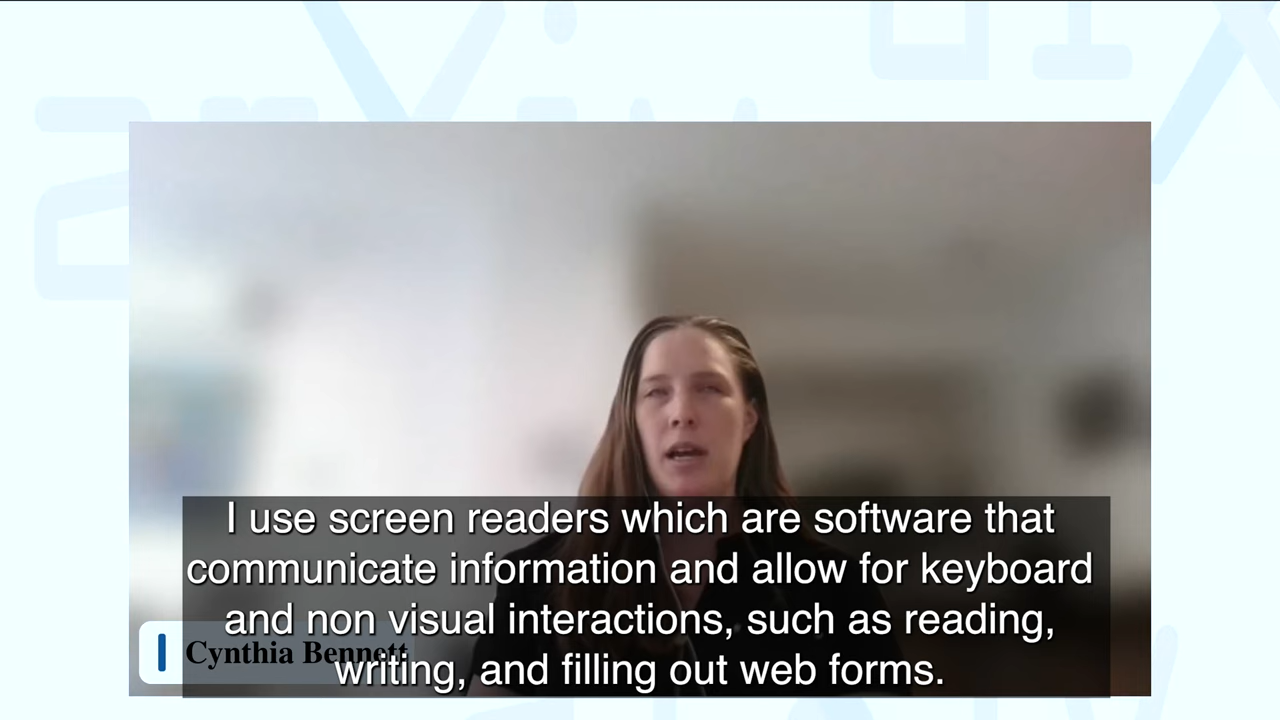 I use screen readers which are software that
communicate information and allow for keyboard
and non visual interactions, such as reading,
writing, and filling out web forms.
Cynthia Bennett
arXiv